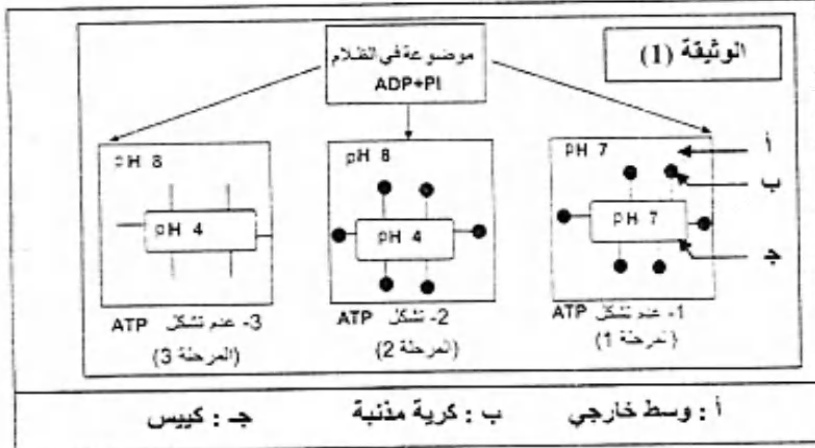 الوثيقة (1)
موضوعة في الظلام
ADP+PI
pH 7
pH 7
أ
ب
جـ
1- عدم تشكل ATP
(المرحلة 1)
pH 8
pH 4
2- تشكل ATP
(المرحلة 2)
pH 8
pH 4
3- عدم تشكل ATP
(المرحلة 3)
أ : وسط خارجي ب : كرية مذنبة جـ : كييس